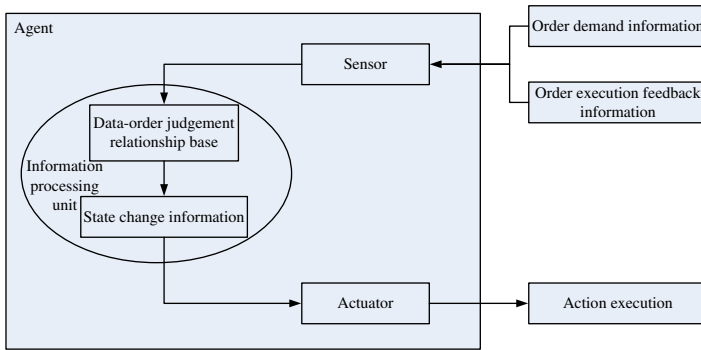 Agent
Order demand information
Sensor
Order execution feedback
information
Data-order judgement
relationship base
Information
processing
unit
State change information
Actuator
Action execution